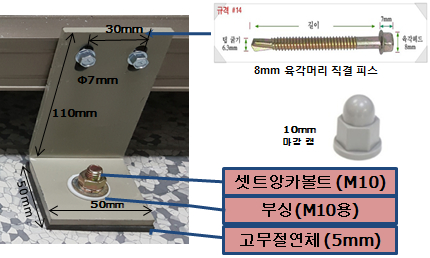 30mm
Φ7mm
110mm
50mm
50mm
규격 #14
길이
7mm
굵기
6.3mm
육각헤드
8mm
8mm 육각머리 직결 피스
10mm
마감 캡
셋트앙카볼트 (M10)
부싱(M10용)
고무절연체 (5mm)